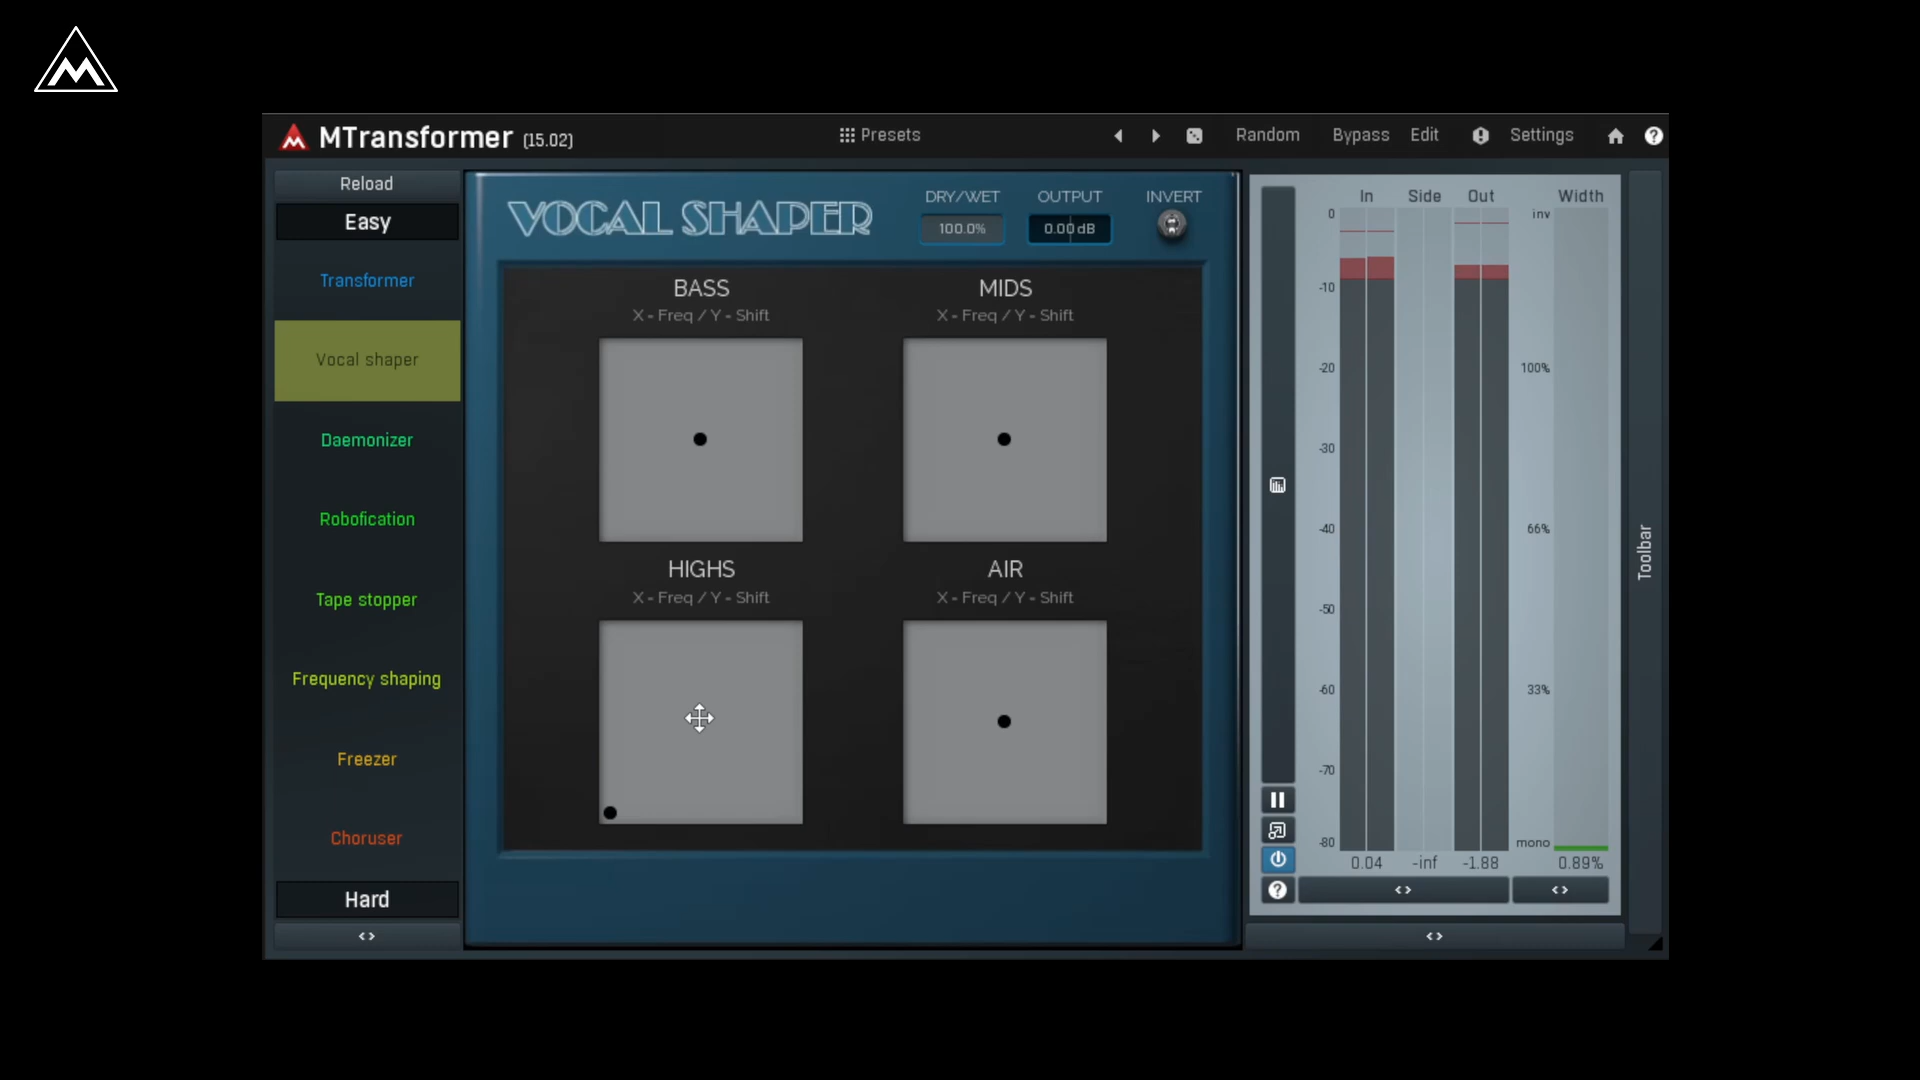 MTransformer (15.02)
Presets
Random
Bypass
Edit
Settings
Reload
Easy
Transformer
Vocal shaper
Daemonizer
Robofication
Tape stopper
Frequency shaping
Freezer
Choruser
Hard
VOCAL SHAPER
DRY/WET
100.0%
OUTPUT
0.00 dB
INVERT
BASS
X - Freq / Y - Shift
MIDS
X - Freq / Y - Shift
HIGHS
X - Freq / Y - Shift
AIR
X - Freq / Y - Shift
In
Side
Out
Width
0
-10
-20
-30
-40
-50
-60
-70
-80
inv
100%
66%
33%
mono
0.04
-inf
-1.88
0.89%
Toolbar